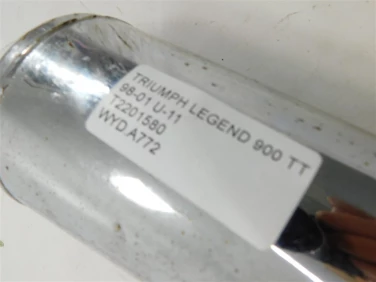 TRIUMPH LEGEND 900 TT
98-01 U-11
T2201580
WYD.A772